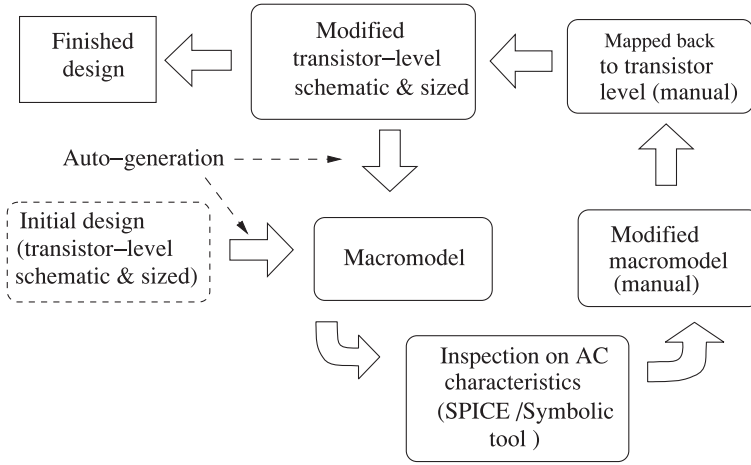 Finished
design
Modified
transistor–level
schematic & sized
Mapped back
to transistor
level (manual)
Auto–generation
Initial design
(transistor–level
schematic & sized)
Macromodel
Modified
macromodel
(manual)
Inspection on AC
characteristics
(SPICE /Symbolic
tool )